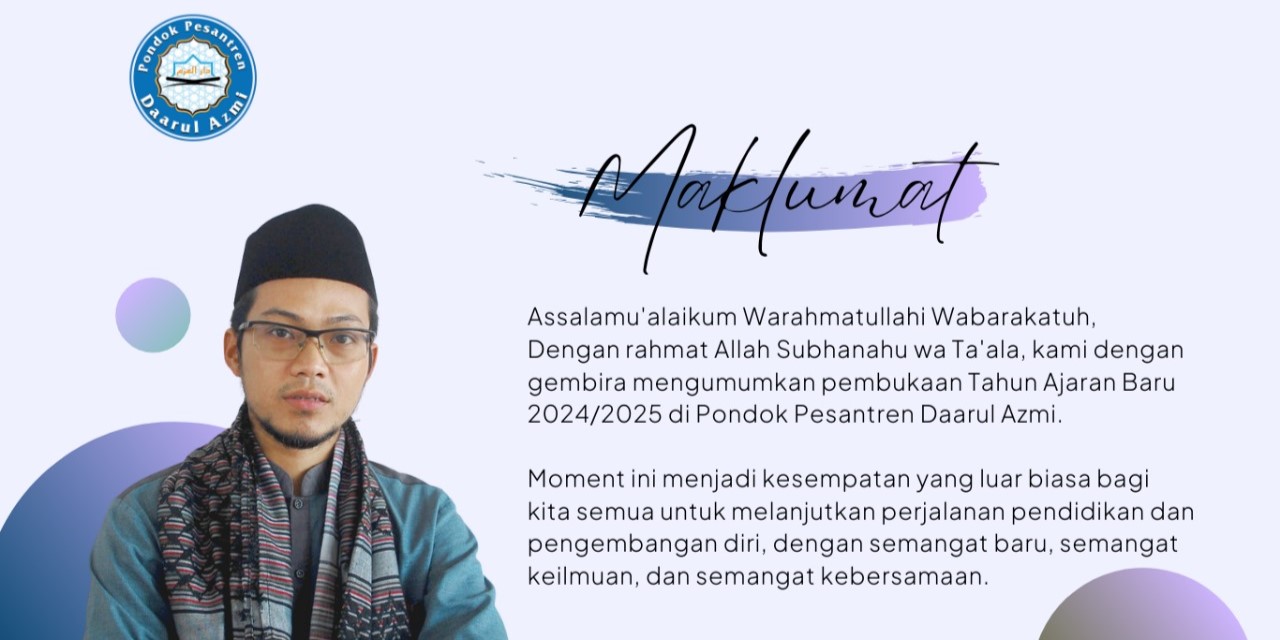 Pondok Pesantren
دار العزم
Daarul Azmi
Maklumat
Assalamu'alaikum Warahmatullahi Wabarakatuh,
Dengan rahmat Allah Subhanahu wa Ta'ala, kami dengan
gembira mengumumkan pembukaan Tahun Ajaran Baru
2024/2025 di Pondok Pesantren Daarul Azmi.
Moment ini menjadi kesempatan yang luar biasa bagi
kita semua untuk melanjutkan perjalanan pendidikan dan
pengembangan diri, dengan semangat baru, semangat
keilmuan, dan semangat kebersamaan.